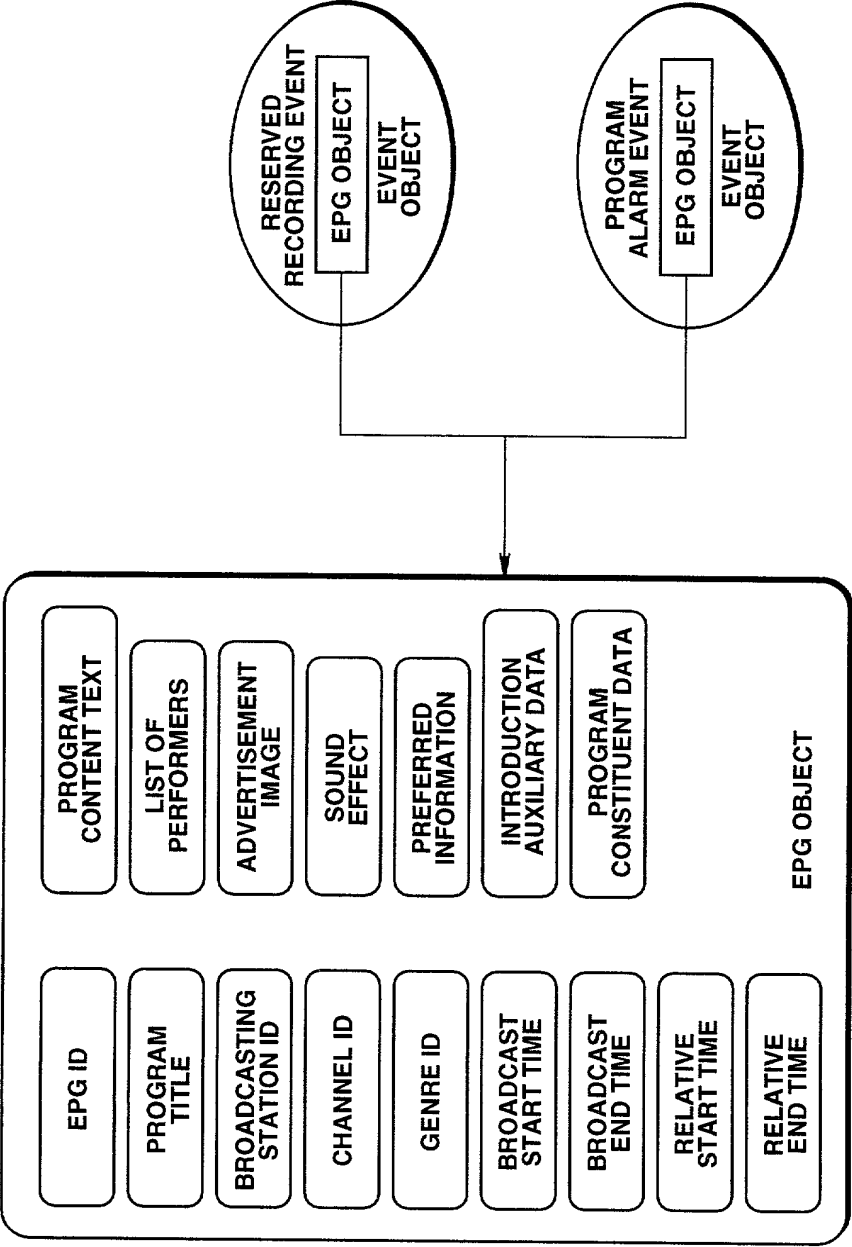 EPG ID
PROGRAM
TITLE
BROADCASTING
STATION ID
CHANNEL ID
GENRE ID
BROADCAST
START TIME
BROADCAST
END TIME
RELATIVE
START TIME
RELATIVE
END TIME
PROGRAM
CONTENT TEXT
LIST OF
PERFORMERS
ADVERTISEMENT
IMAGE
SOUND
EFFECT
PREFERRED
INFORMATION
INTRODUCTION
AUXILIARY DATA
PROGRAM
CONSTITUENT DATA
EPG OBJECT
RESERVED
RECORDING EVENT
EPG OBJECT
EVENT
OBJECT
PROGRAM
ALARM EVENT
EPG OBJECT
EVENT
OBJECT